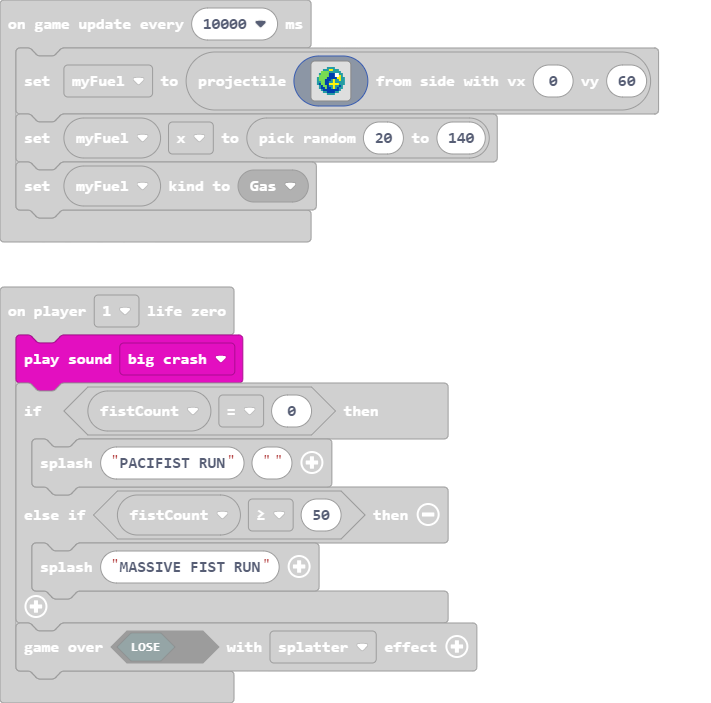 on game update every 10000 ms
set myFuel to projectile from side with vx 0 vy 60
set myFuel x to pick random 20 to 140
set myFuel kind to Gas
on player 1 life zero
play sound big crash
if fistCount = 0 then
splash "PACIFIST RUN" " "
else if fistCount ≥ 50 then
splash "MASSIVE FIST RUN"
game over LOSE with splatter effect